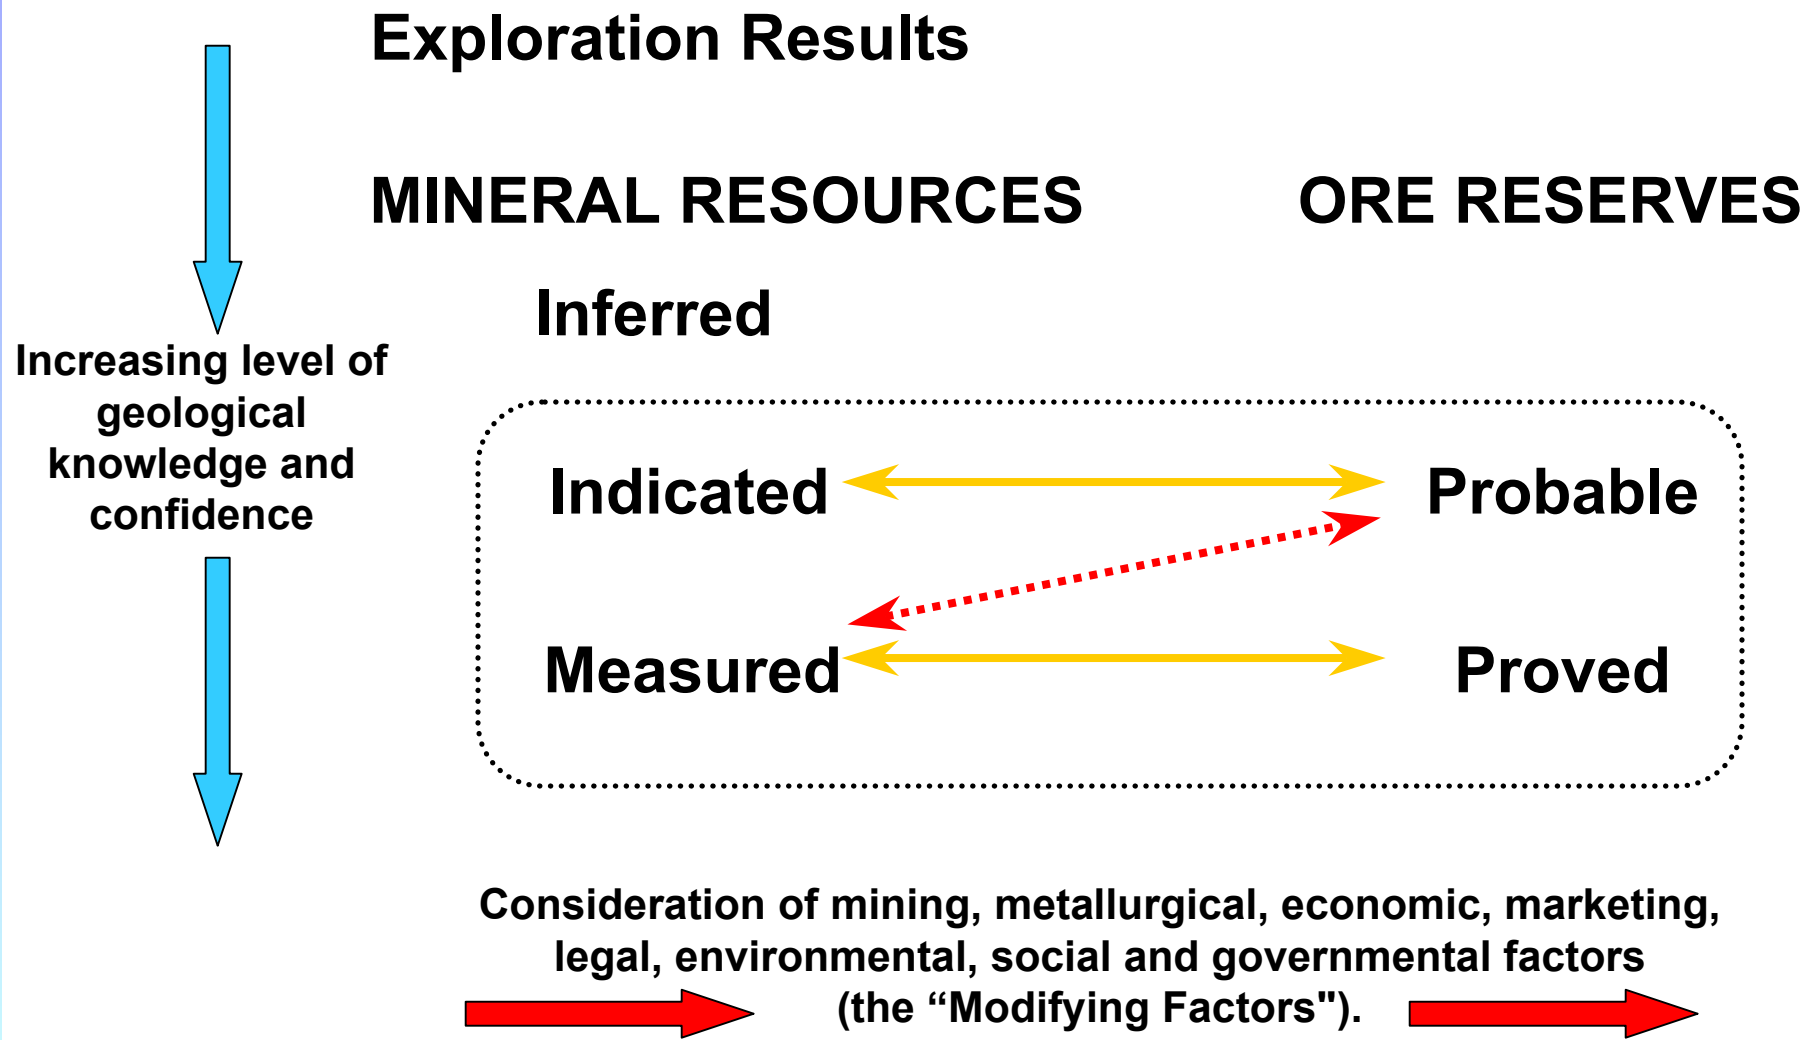 Exploration Results
MINERAL RESOURCES
ORE RESERVES
Inferred
Increasing level of
geological
knowledge and
confidence
Indicated
Probable
Measured
Proved
Consideration of mining, metallurgical, economic, marketing,
legal, environmental, social and governmental factors
(the “Modifying Factors").